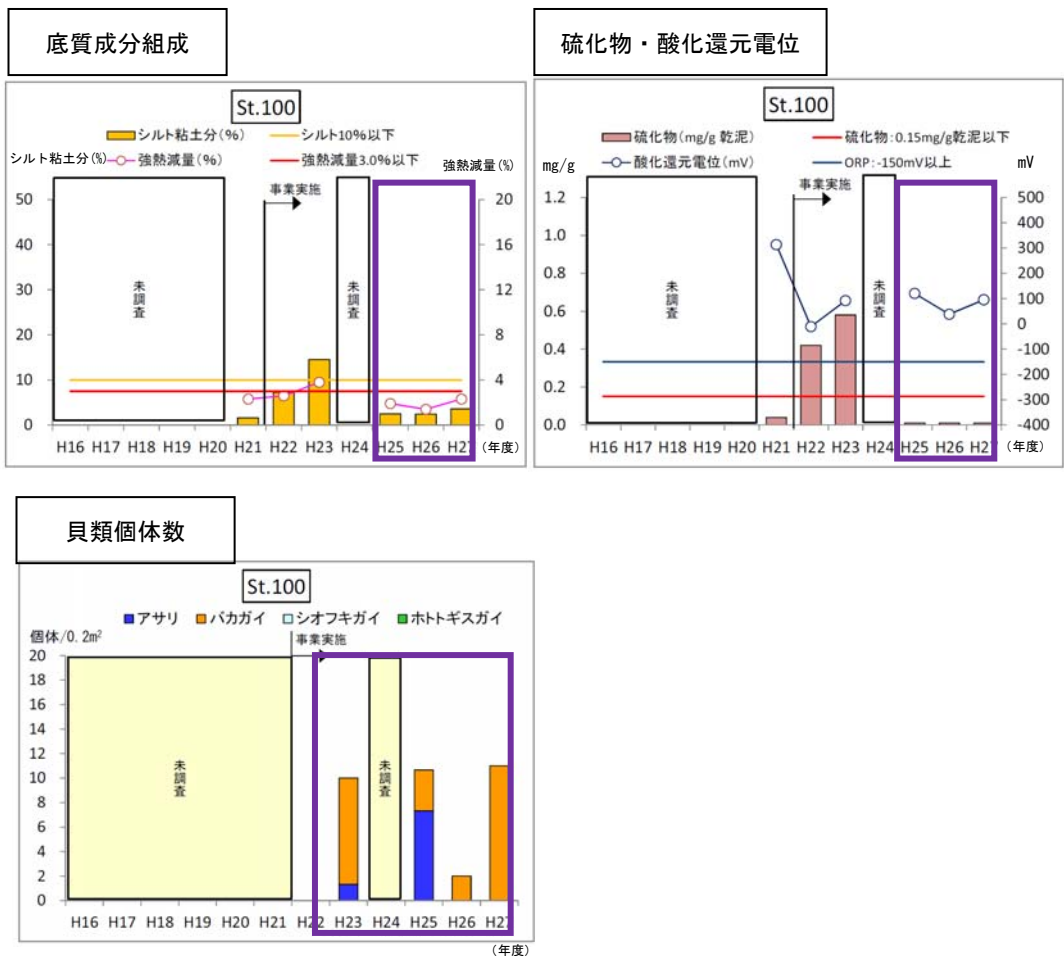 底質成分組成
St.100
シルト粘土分(%) シルト10%以下
強熱減量(%) 強熱減量3.0%以下
シルト粘土分(%) 強熱減量(%)
事業実施
未調査
未調査
50 20
40 16
30 12
20 8
10 4
0 0
H16 H17 H18 H19 H20 H21 H22 H23 H24 H25 H26 H27 (年度)
硫化物・酸化還元電位
St.100
硫化物(mg/g 乾泥) 硫化物:0.15mg/g乾泥以下
酸化還元電位(mV) ORP:-150mV以上
mg/g mV
事業実施
未調査
未調査
1.2
1.0
0.8
0.6
0.4
0.2
0.0
500
400
300
200
100
0
-100
-200
-300
-400
H16 H17 H18 H19 H20 H21 H22 H23 H24 H25 H26 H27 (年度)
貝類個体数
St.100
アサリ バカガイ シオフキガイ ホトトギスガイ
個体/0.2m²
事業実施
未調査
未調査
20
18
16
14
12
10
8
6
4
2
0
H16 H17 H18 H19 H20 H21 H22 H23 H24 H25 H26 H27
(年度)